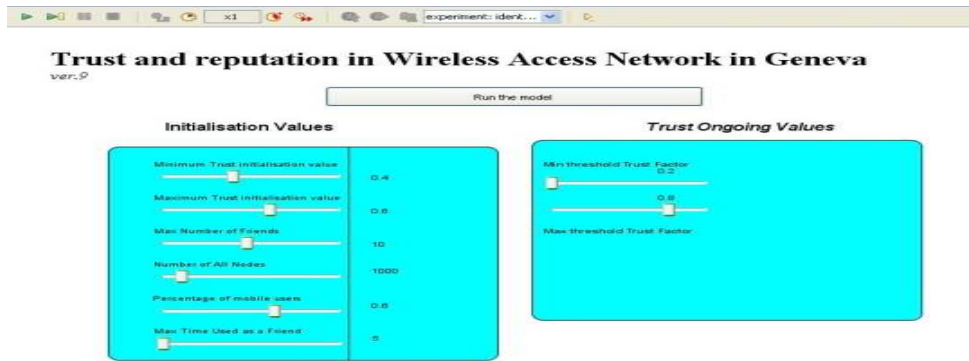 x1 experiment: ident...
Trust and reputation in Wireless Access Network in Geneva
ver.9
Run the model
Initialisation Values
Trust Ongoing Values
Minimum Trust initialisation value
0.4
Maximum Trust initialisation value
0.6
Max Number of Friends
10
Number of All Nodes
1000
Percentage of mobile users
0.6
Max Time Used as a Friend
5
Min threshold Trust Factor
0.2
0.8
Max threshold Trust Factor